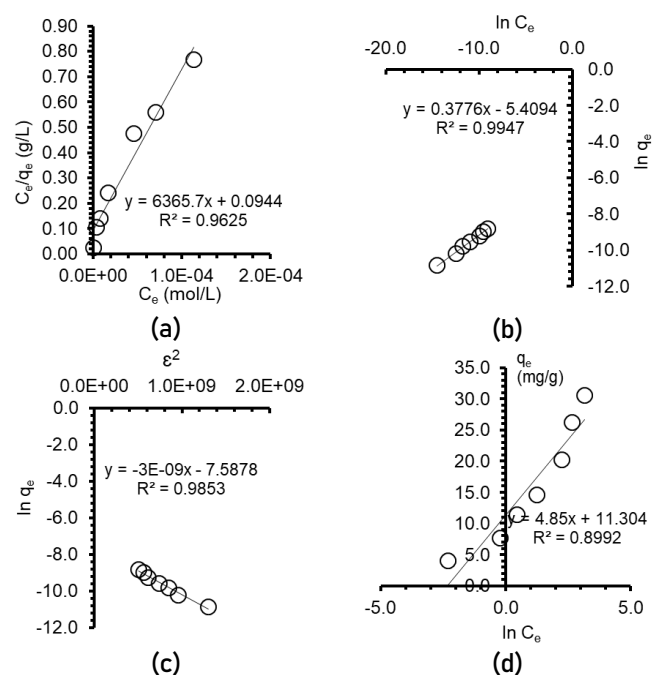 0.90
0.80
0.70
0.60
0.50
0.40
0.30
0.20
0.10
0.00
Cₑ/qₑ (g/L)
y = 6365.7x + 0.0944
R² = 0.9625
0.0E+00 1.0E-04 2.0E-04
Cₑ (mol/L)
(a)
ln Cₑ
-20.0 -10.0 0.0
0.0
-2.0
-4.0
-6.0
-8.0
-10.0
-12.0
ln qₑ
y = 0.3776x - 5.4094
R² = 0.9947
(b)
ε²
0.0E+00 1.0E+09 2.0E+09
0.0
-2.0
-4.0
-6.0
-8.0
-10.0
-12.0
ln qₑ
y = -3E-09x - 7.5878
R² = 0.9853
(c)
qₑ
(mg/g)
35.0
30.0
25.0
20.0
15.0
10.0
5.0
0.0
y = 4.85x + 11.304
R² = 0.8992
-5.0 0.0 5.0
ln Cₑ
(d)